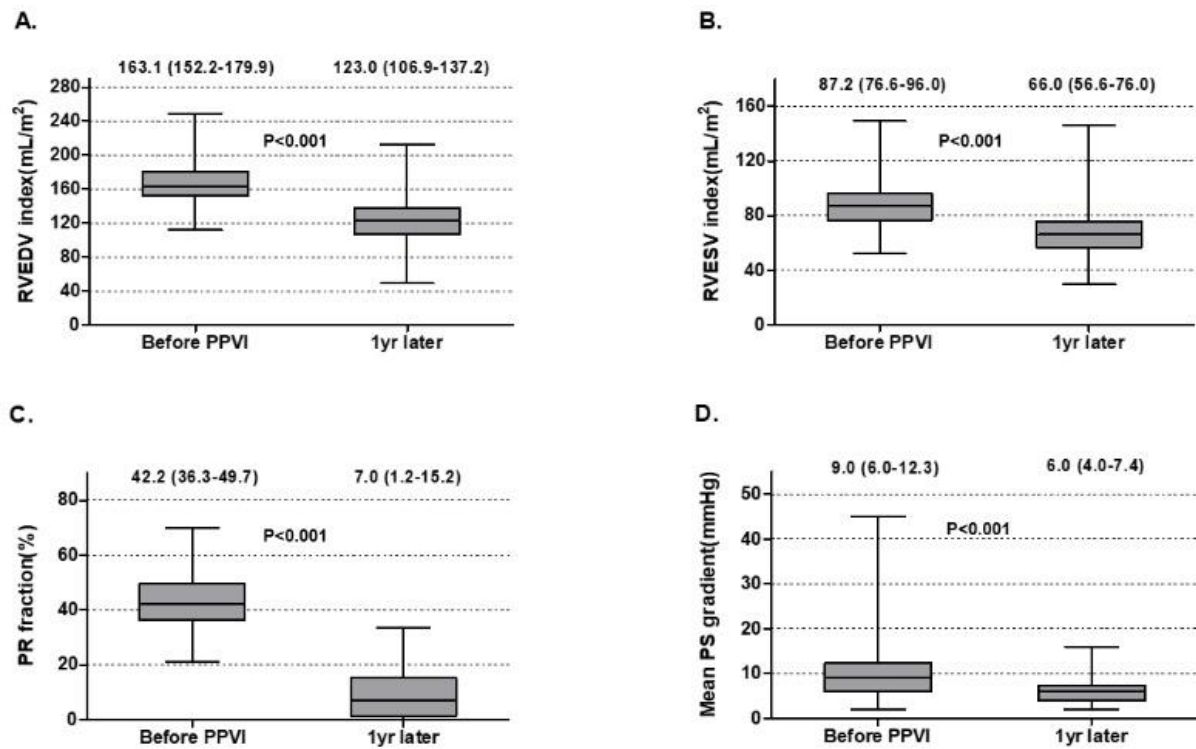 A.
163.1 (152.2-179.9) 123.0 (106.9-137.2)
RVEDV index(mL/m²)
280
240
200
160
120
80
40
0
P<0.001
Before PPVI 1yr later
B.
87.2 (76.6-96.0) 66.0 (56.6-76.0)
RVESV index(mL/m²)
160
120
80
40
0
P<0.001
Before PPVI 1yr later
C.
42.2 (36.3-49.7) 7.0 (1.2-15.2)
PR fraction(%)
80
60
40
20
0
P<0.001
Before PPVI 1yr later
D.
9.0 (6.0-12.3) 6.0 (4.0-7.4)
Mean PS gradient(mmHg)
50
40
30
20
10
0
P<0.001
Before PPVI 1yr later